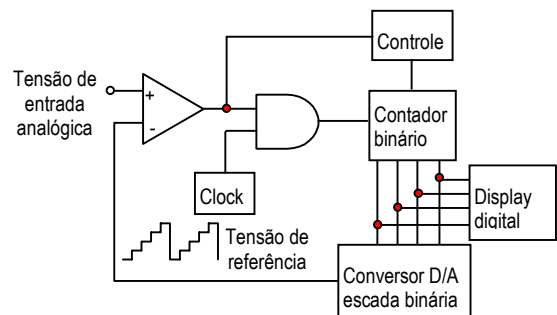 Controle
Tensão de
entrada
analógica
+
-
Contador
binário
Clock
Display
digital
Tensão de
referência
Conversor D/A
escada binária